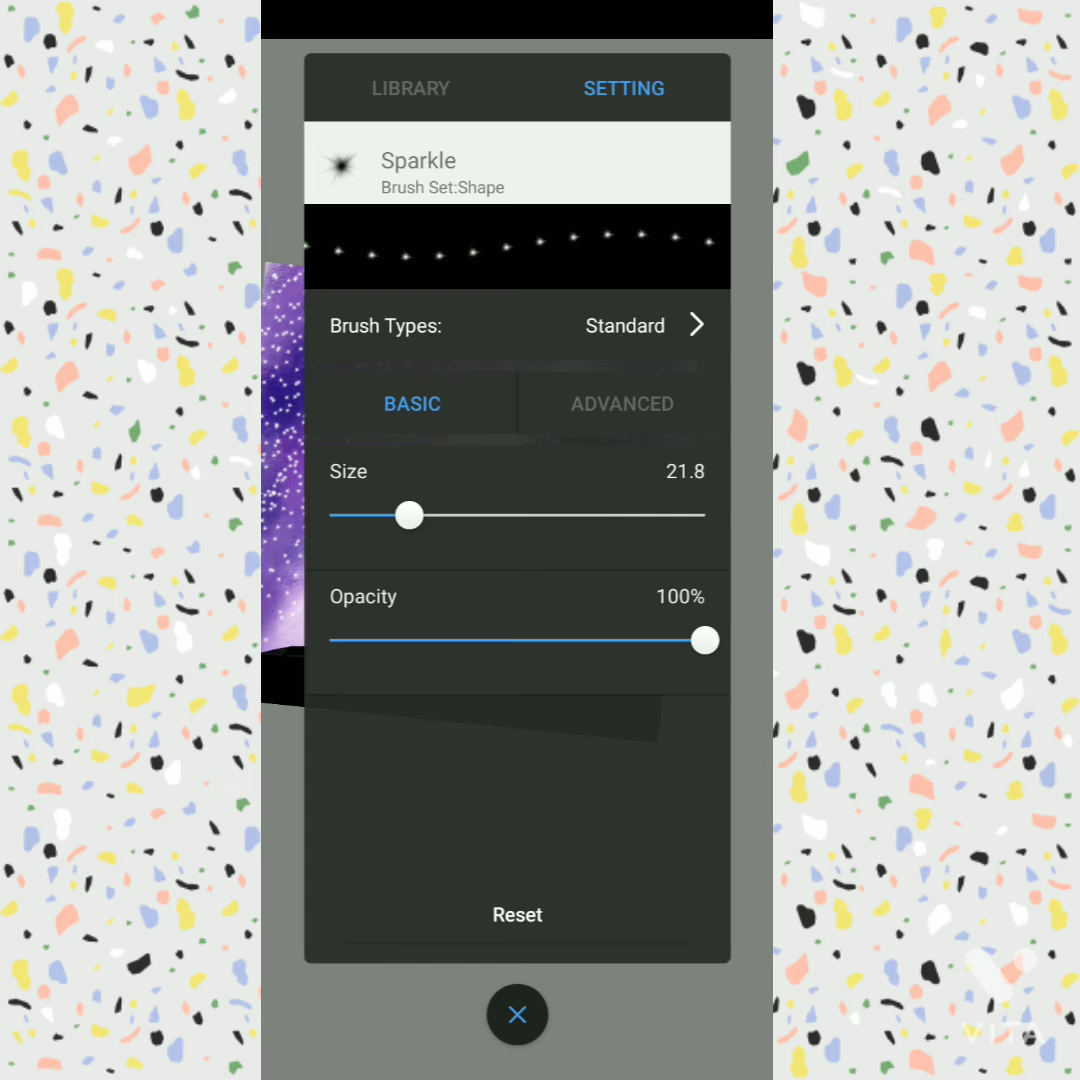 LIBRARY SETTING
Sparkle
Brush Set:Shape
Brush Types: Standard
BASIC ADVANCED
Size 21.8
Opacity 100%
Reset
VITA